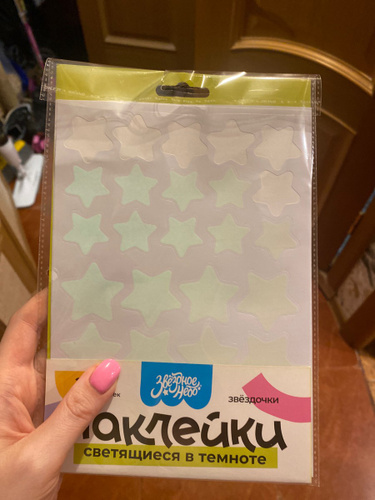 Звёздное
Небо
звёздочки
наклейки
светящиеся в темноте